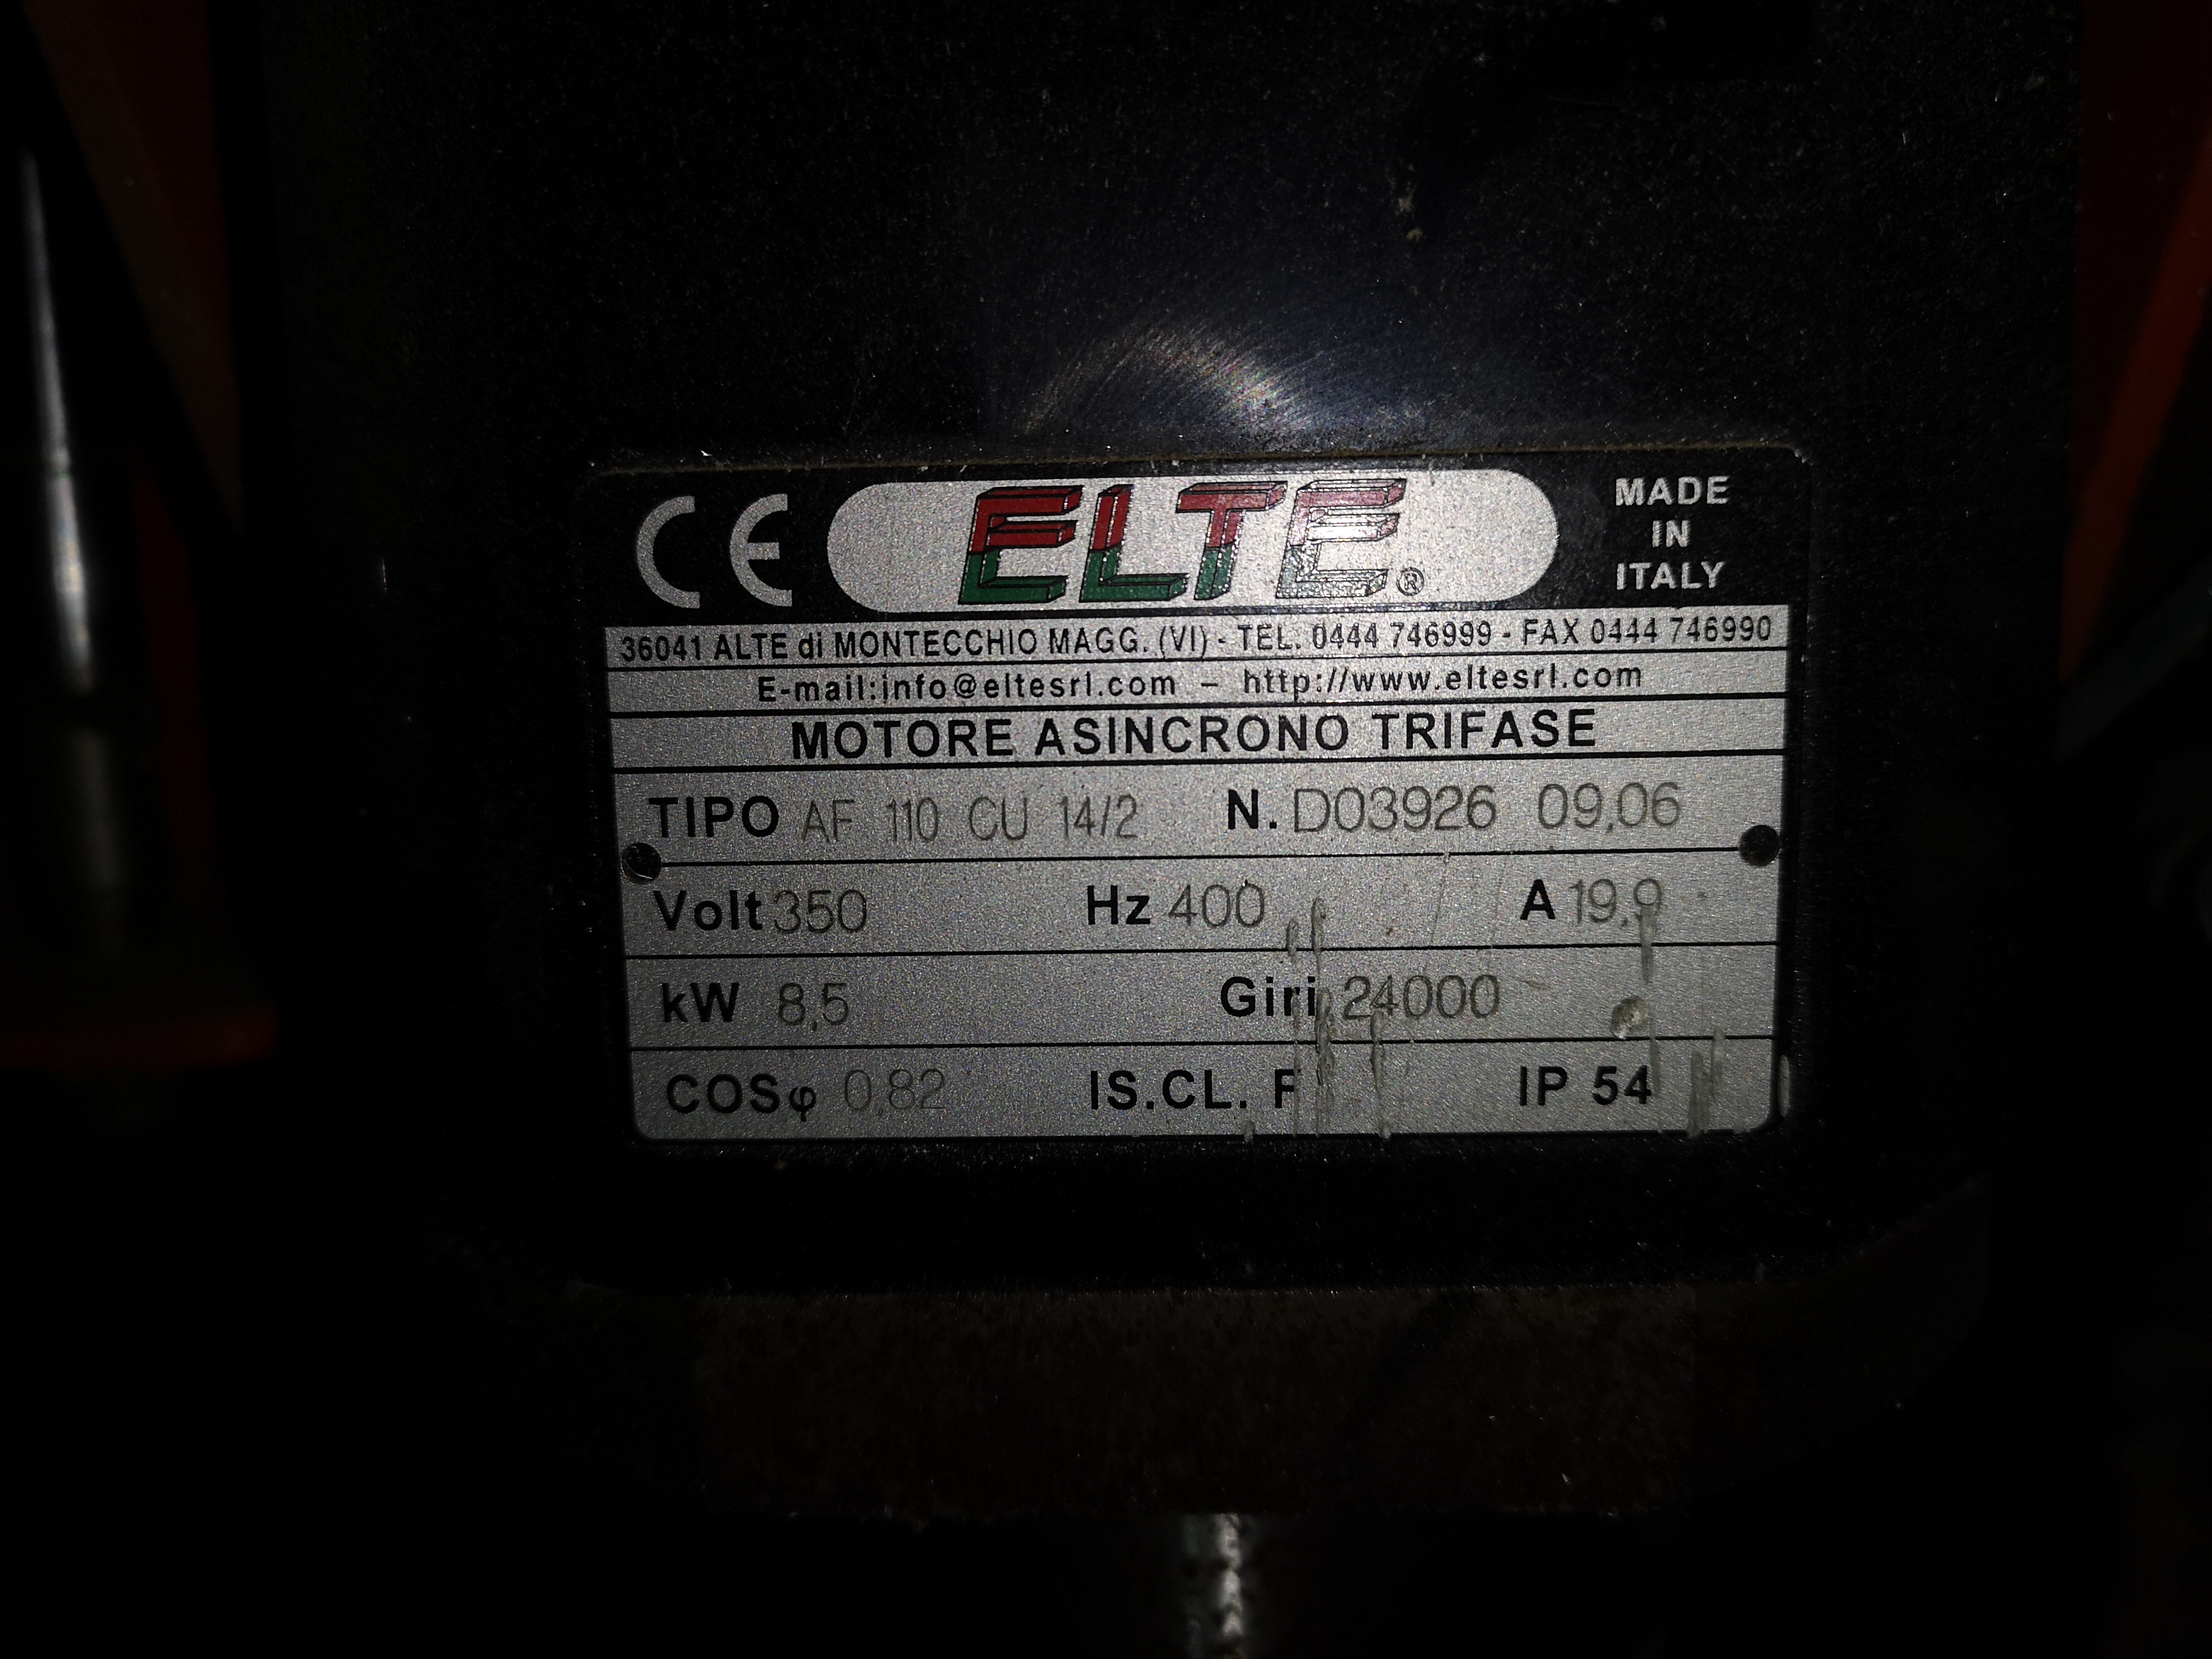 CE ELTE® MADE
IN
ITALY
36041 ALTE di MONTECCHIO MAGG. (VI) - TEL. 0444 746999 - FAX 0444 746990
E-mail:info@eltesrl.com – http://www.eltesrl.com
MOTORE ASINCRONO TRIFASE
TIPO AF 110 CU 14/2 N. D03926 09,06
Volt 350 Hz 400 A 19,9
kW 8,5 Giri 24000
COSφ 0,82 IS.CL. F IP 54